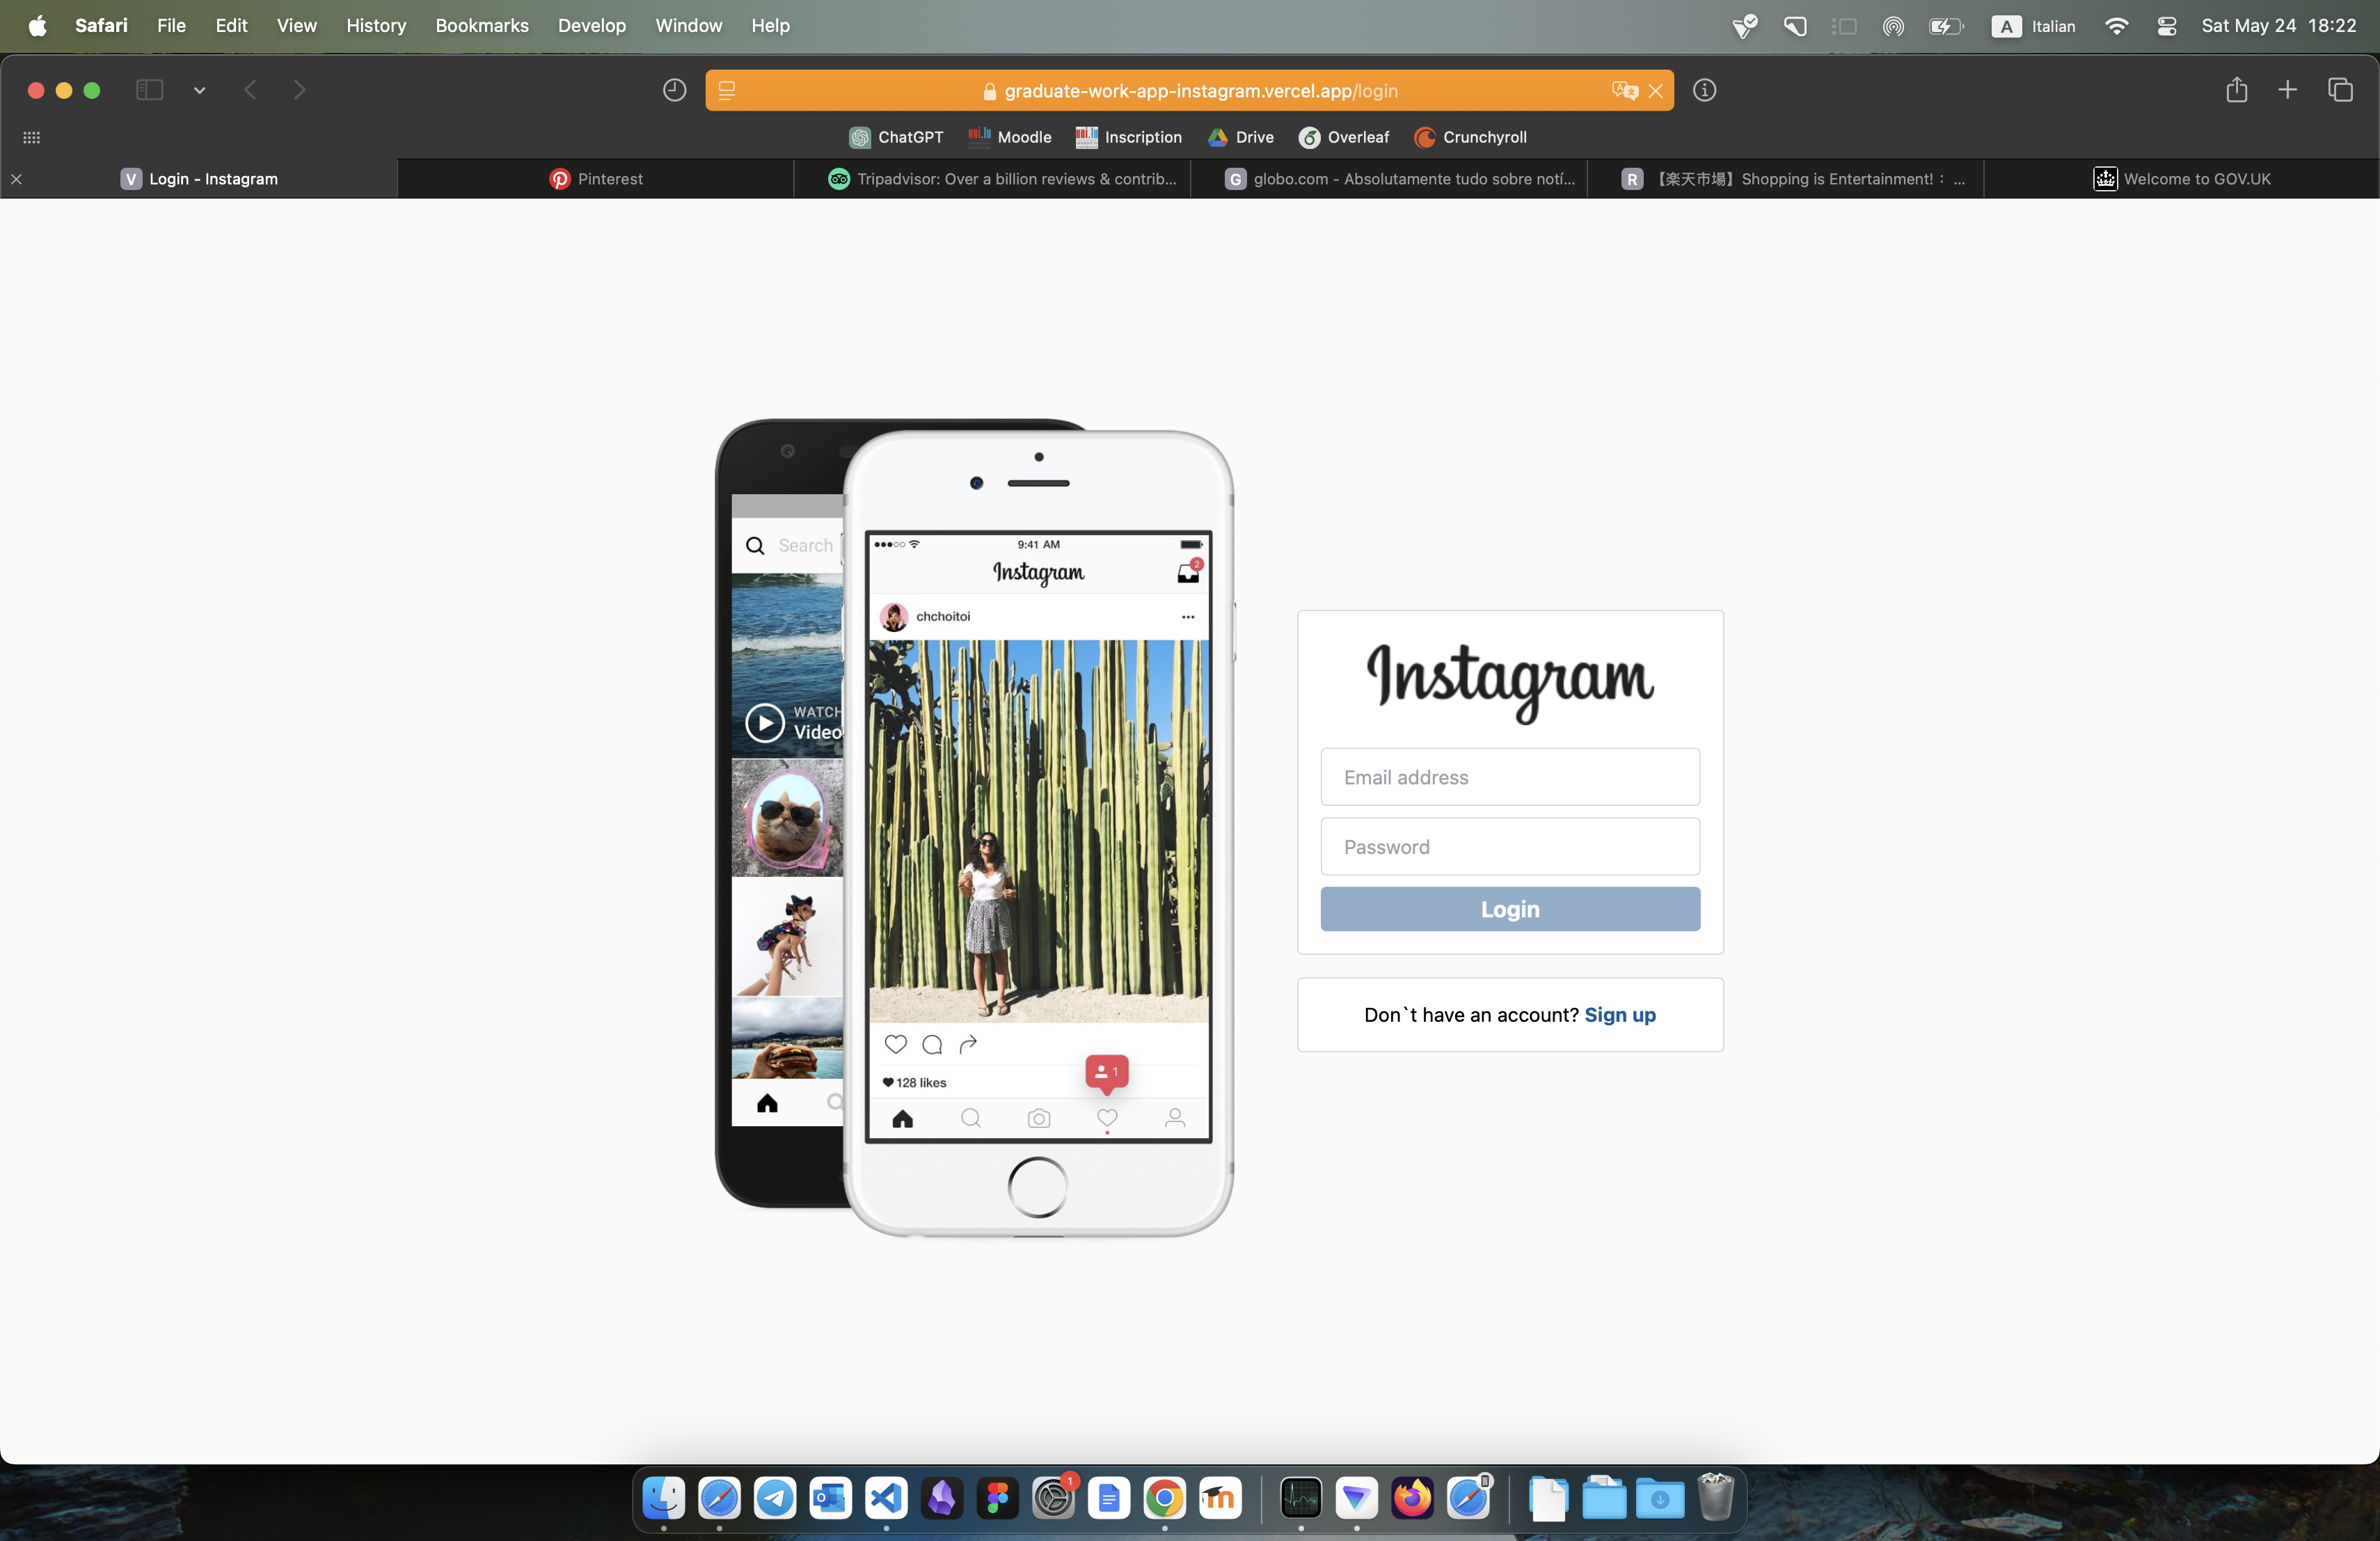 Safari File Edit View History Bookmarks Develop Window Help
A Italian Sat May 24 18:22
graduate-work-app-instagram.vercel.app/login
ChatGPT Moodle Inscription Drive Overleaf Crunchyroll
V Login - Instagram
Pinterest
Tripadvisor: Over a billion reviews & contrib...
G globo.com - Absolutamente tudo sobre notí...
R 【楽天市場】Shopping is Entertainment! : ...
Welcome to GOV.UK
Search
WATCH
Video
9:41 AM
Instagram
2
chchoitoi
128 likes
1
Instagram
Email address
Password
Login
Don`t have an account? Sign up
1